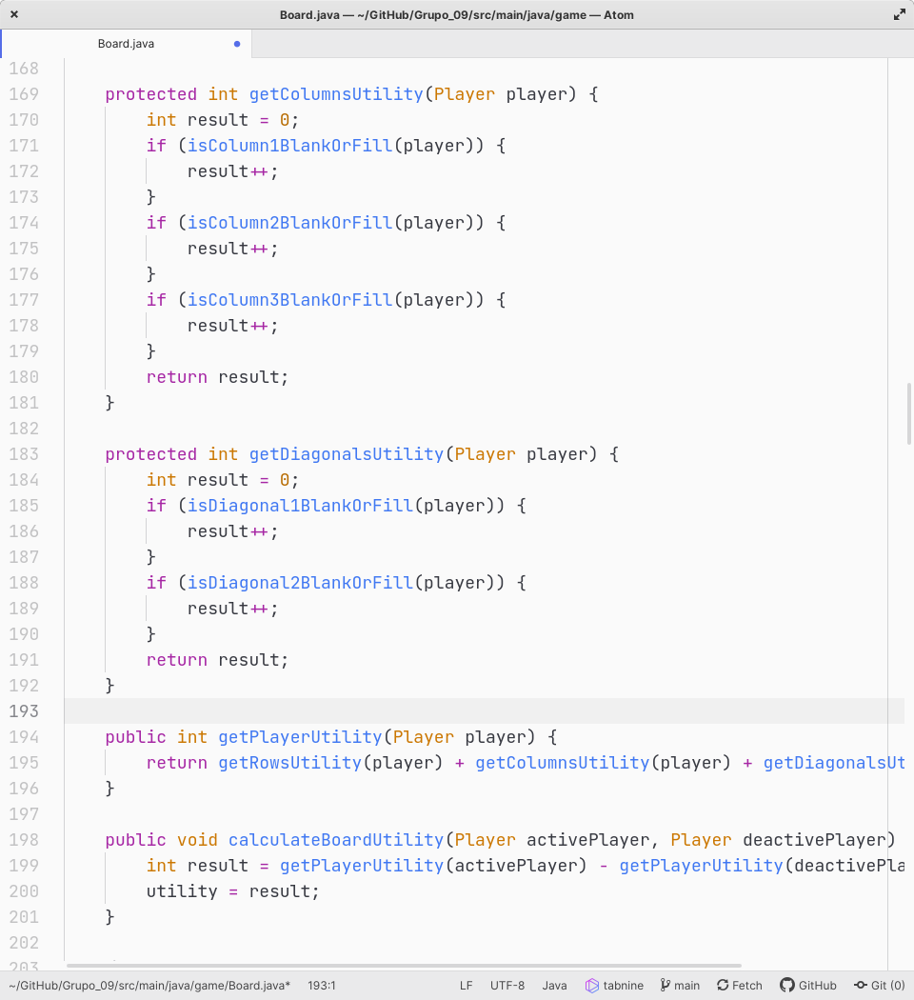 Board.java — ~/GitHub/Grupo_09/src/main/java/game — Atom
Board.java
168
169     protected int getColumnsUtility(Player player) {
170         int result = 0;
171         if (isColumn1BlankOrFill(player)) {
172             result++;
173         }
174         if (isColumn2BlankOrFill(player)) {
175             result++;
176         }
177         if (isColumn3BlankOrFill(player)) {
178             result++;
179         }
180         return result;
181     }
182
183     protected int getDiagonalsUtility(Player player) {
184         int result = 0;
185         if (isDiagonal1BlankOrFill(player)) {
186             result++;
187         }
188         if (isDiagonal2BlankOrFill(player)) {
189             result++;
190         }
191         return result;
192     }
193
194     public int getPlayerUtility(Player player) {
195         return getRowsUtility(player) + getColumnsUtility(player) + getDiagonalsUt
196     }
197
198     public void calculateBoardUtility(Player activePlayer, Player deactivePlayer)
199         int result = getPlayerUtility(activePlayer) - getPlayerUtility(deactivePla
200         utility = result;
201     }
202
203
~/GitHub/Grupo_09/src/main/java/game/Board.java* 193:1 LF UTF-8 Java tabnine main Fetch GitHub Git (0)